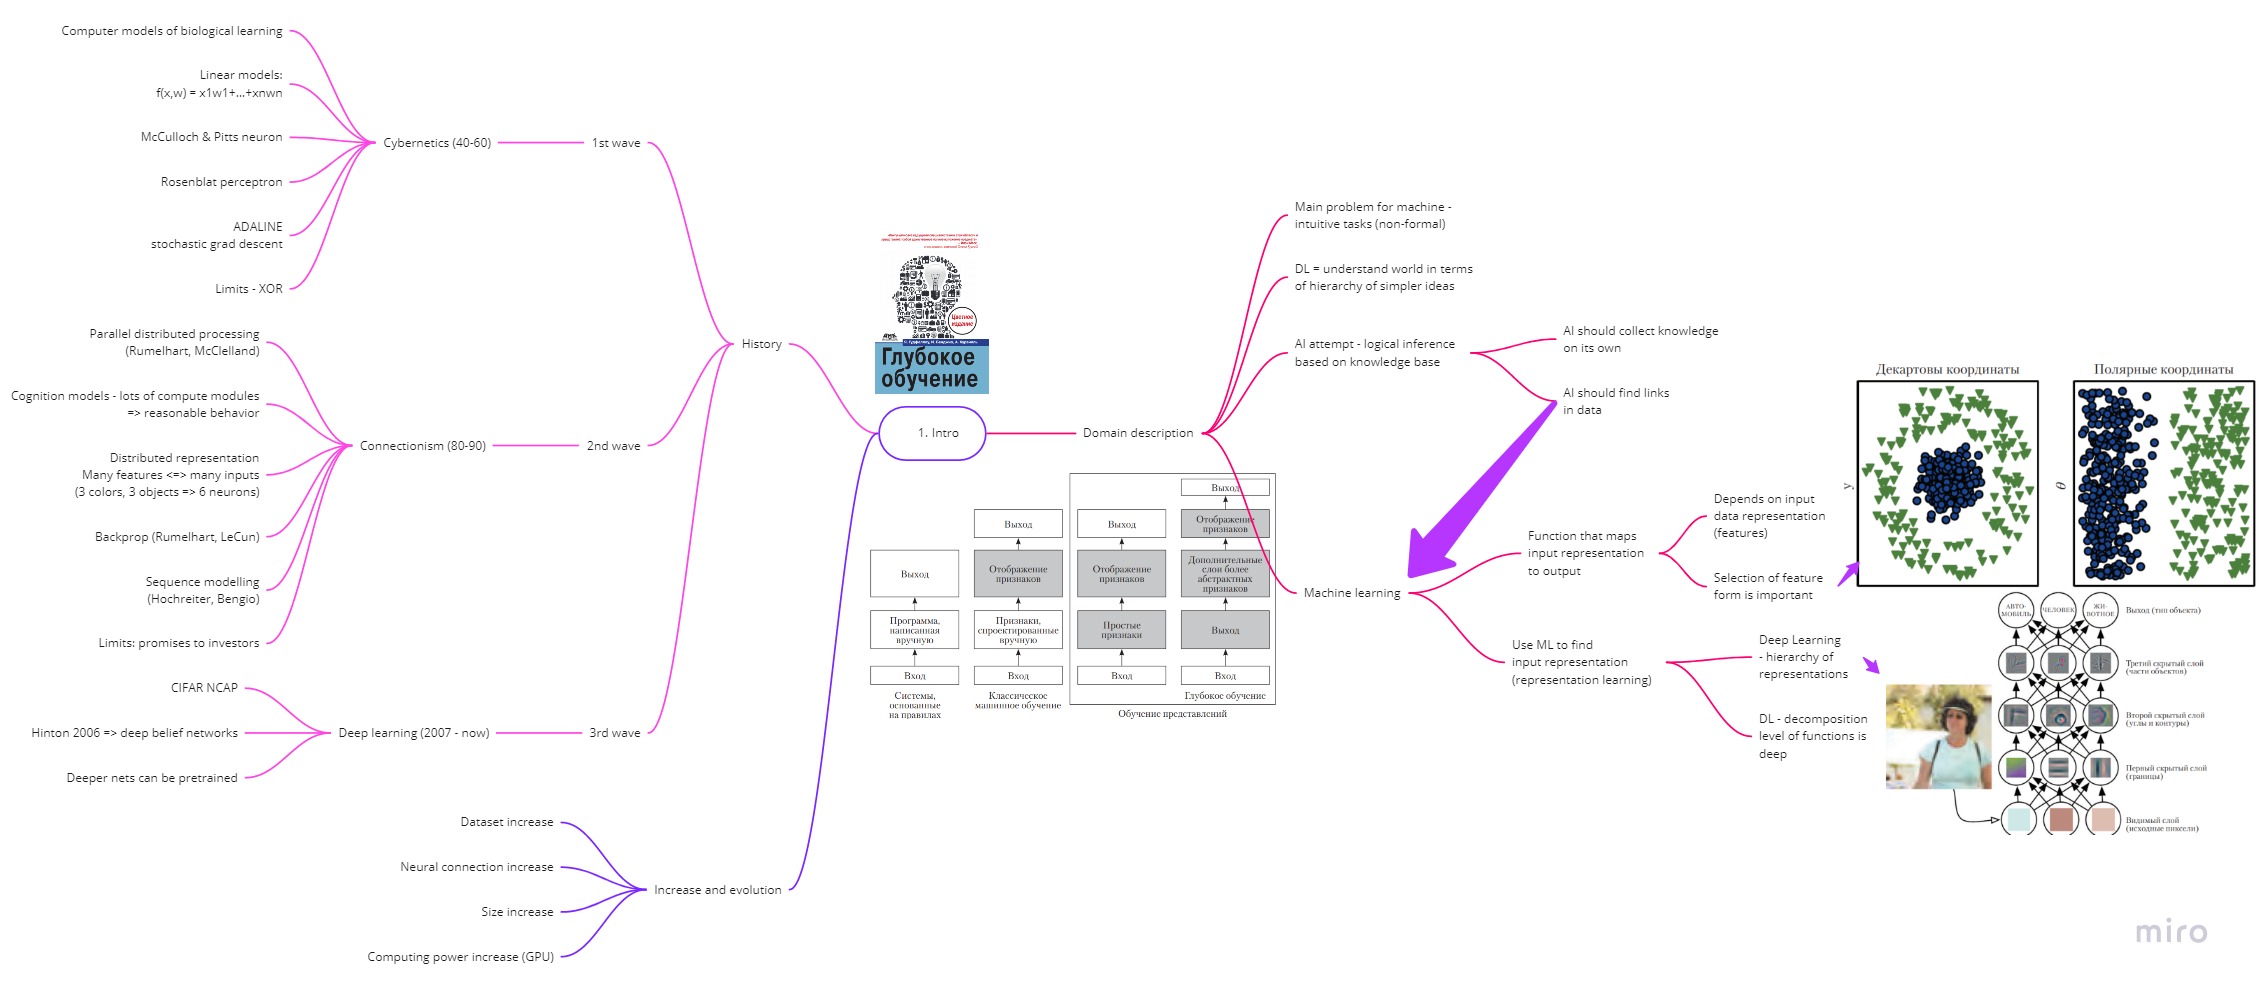 Computer models of biological learning
Linear models:
f(x,w) = x1w1+...+xnwn
McCulloch & Pitts neuron
Rosenblat perceptron
ADALINE
stochastic grad descent
Limits - XOR
Cybernetics (40-60)
1st wave
Parallel distributed processing
(Rumelhart, McClelland)
Cognition models - lots of compute modules
=> reasonable behavior
Distributed representation
Many features <=> many inputs
(3 colors, 3 objects => 6 neurons)
Backprop (Rumelhart, LeCun)
Sequence modelling
(Hochreiter, Bengio)
Limits: promises to investors
Connectionism (80-90)
2nd wave
CIFAR NCAP
Hinton 2006 => deep belief networks
Deeper nets can be pretrained
Deep learning (2007 - now)
3rd wave
History
Dataset increase
Neural connection increase
Size increase
Computing power increase (GPU)
Increase and evolution
Цветное
издание
Глубокое
обучение
1. Intro
Domain description
Main problem for machine -
intuitive tasks (non-formal)
DL = understand world in terms
of hierarchy of simpler ideas
AI attempt - logical inference
based on knowledge base
AI should collect knowledge
on its own
AI should find links
in data
Machine learning
Function that maps
input representation
to output
Depends on input
data representation
(features)
Selection of feature
form is important
Use ML to find
input representation
(representation learning)
Deep Learning
- hierarchy of
representations
DL - decomposition
level of functions is
deep
Выход
Программа,
написанная
вручную
Вход
Системы,
основанные
на правилах
Выход
Отображение
признаков
Признаки,
спроектированные
вручную
Вход
Классическое
машинное обучение
Выход
Отображение
признаков
Простые
признаки
Вход
Выход
Отображение
признаков
Дополнительные
слои более
абстрактных
признаков
Выход
Вход
Глубокое обучение
Обучение представлений
Декартовы координаты
y
Полярные координаты
θ
АВТО-
МОБИЛЬ
ЧЕЛОВЕК
ЖИ-
ВОТНОЕ
Выход (тип объекта)
Третий скрытый слой
(части объектов)
Второй скрытый слой
(углы и контуры)
Первый скрытый слой
(границы)
Видимый слой
(исходные пиксели)
miro